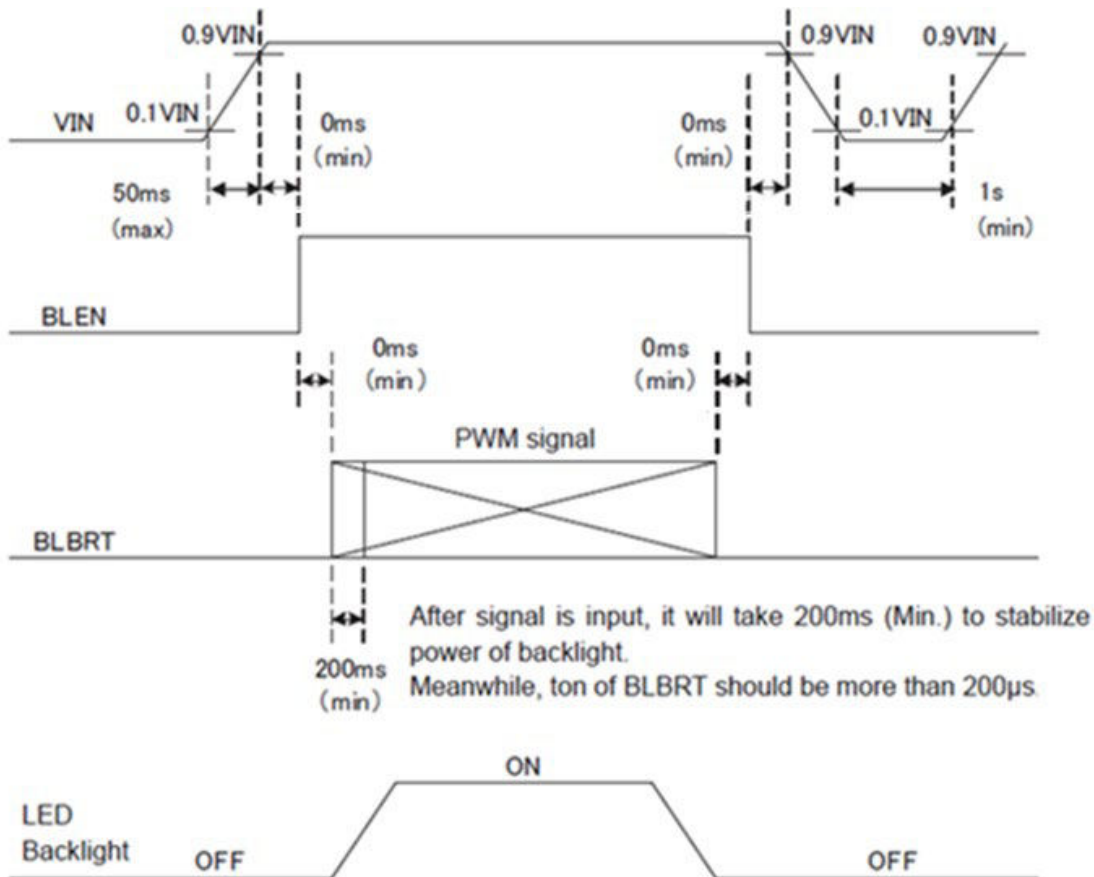 0.9VIN 0.9VIN 0.9VIN
VIN 0.1VIN 0ms 0ms 0.1VIN
(min) (min)
50ms 1s
(max) (min)
BLEN
0ms 0ms
(min) (min)
PWM signal
BLBRT
After signal is input, it will take 200ms (Min.) to stabilize
power of backlight.
200ms
Meanwhile, ton of BLBRT should be more than 200μs.
(min)
ON
LED
Backlight OFF OFF